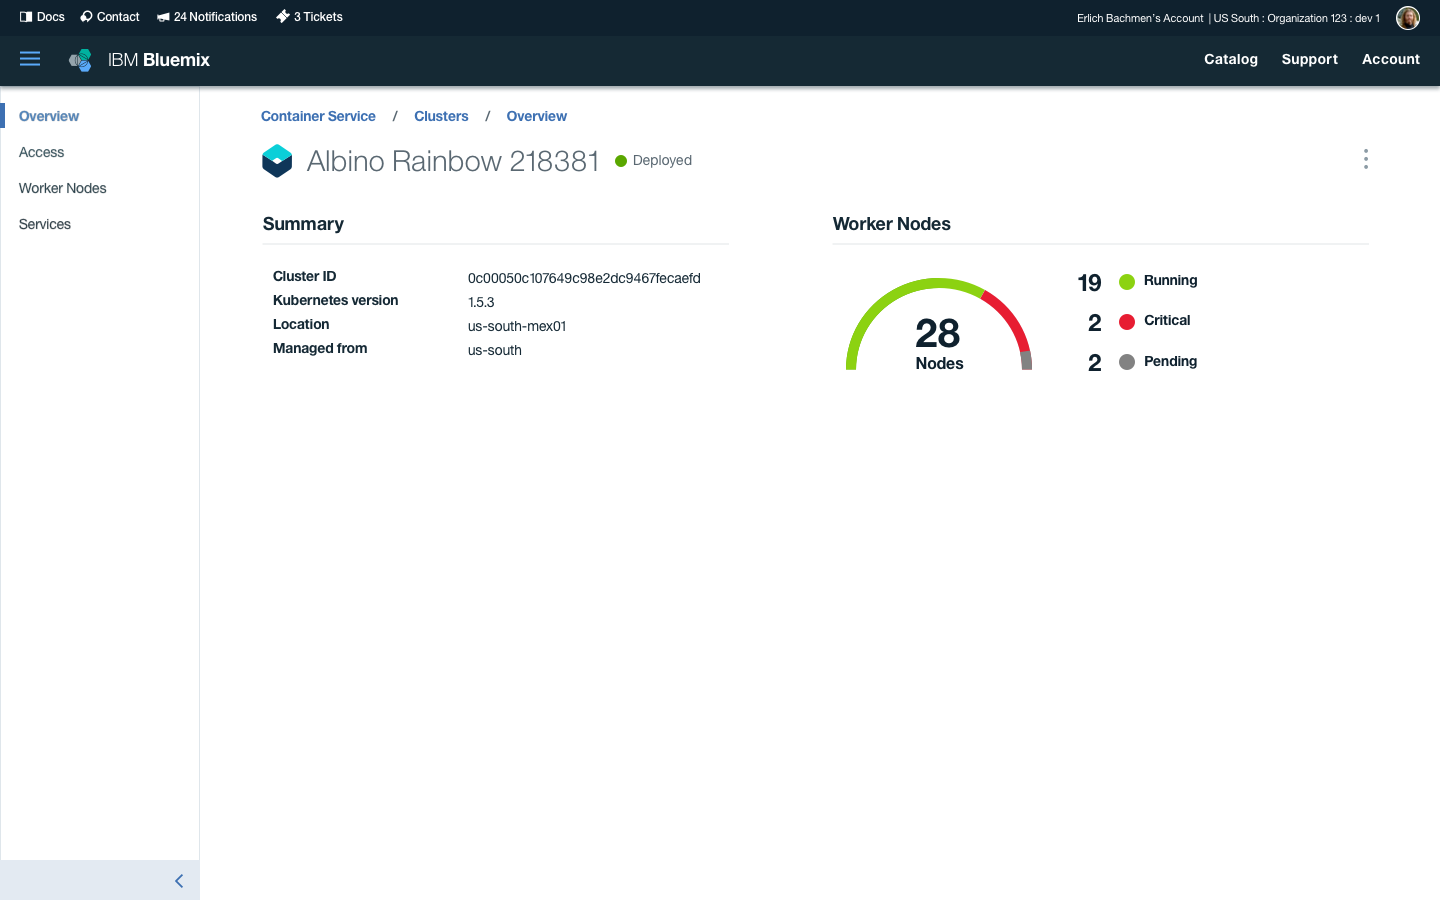 Docs Contact 24 Notifications 3 Tickets
Erlich Bachmen's Account | US South : Organization 123 : dev 1
IBM Bluemix
Catalog Support Account
Overview
Access
Worker Nodes
Services
Container Service / Clusters / Overview
Albino Rainbow 218381 Deployed
Summary
Cluster ID 0c00050c107649c98e2dc9467fecaefd
Kubernetes version 1.5.3
Location us-south-mex01
Managed from us-south
Worker Nodes
28
Nodes
19 Running
2 Critical
2 Pending